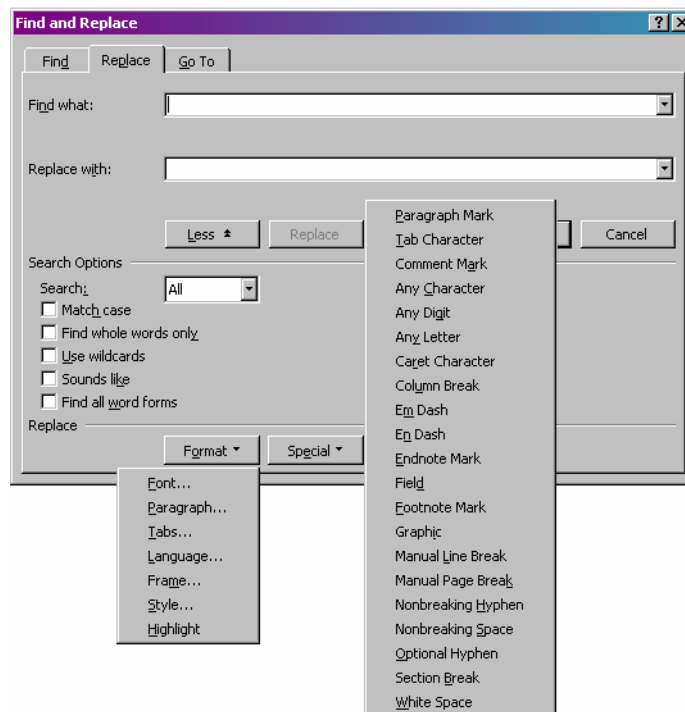 Find and Replace
Find Replace Go To
Find what:
Replace with:
Less Replace Cancel
Search Options
Search: All
Match case
Find whole words only
Use wildcards
Sounds like
Find all word forms
Replace
Format Special
Font...
Paragraph...
Tabs...
Language...
Frame...
Style...
Highlight
Paragraph Mark
Tab Character
Comment Mark
Any Character
Any Digit
Any Letter
Caret Character
Column Break
Em Dash
En Dash
Endnote Mark
Field
Footnote Mark
Graphic
Manual Line Break
Manual Page Break
Nonbreaking Hyphen
Nonbreaking Space
Optional Hyphen
Section Break
White Space